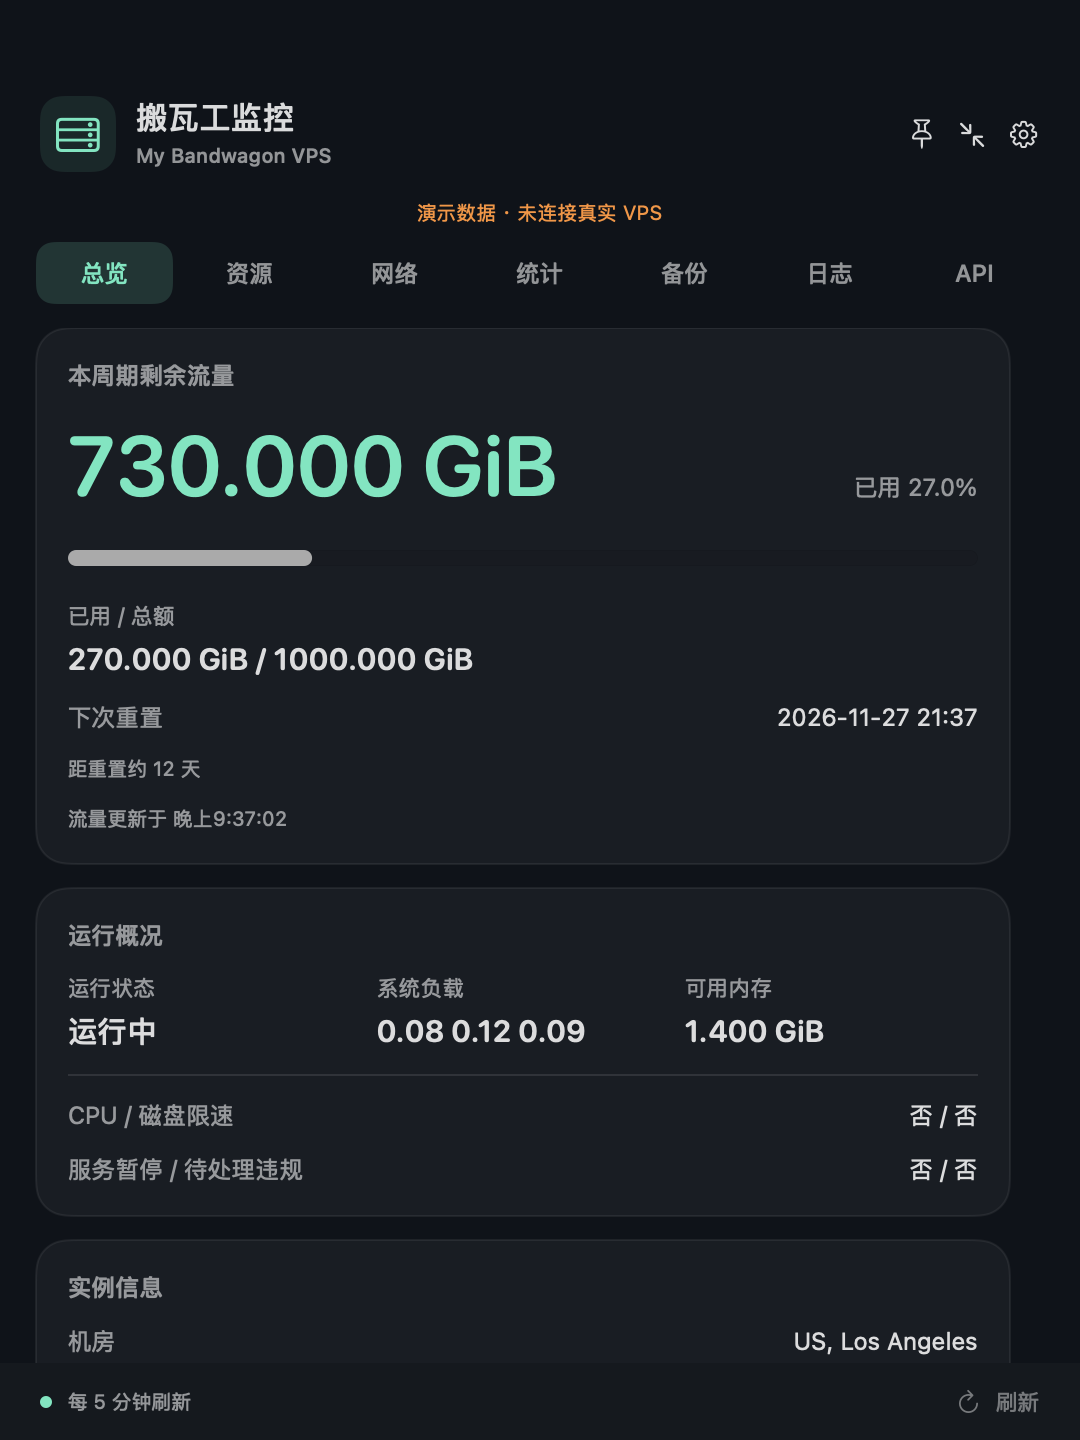 搬瓦工监控
My Bandwagon VPS
演示数据 · 未连接真实 VPS
总览 资源 网络 统计 备份 日志 API
本周期剩余流量
730.000 GiB
已用 27.0%
已用 / 总额
270.000 GiB / 1000.000 GiB
下次重置 2026-11-27 21:37
距重置约 12 天
流量更新于 晚上9:37:02
运行概况
运行状态 系统负载 可用内存
运行中 0.08 0.12 0.09 1.400 GiB
CPU / 磁盘限速 否 / 否
服务暂停 / 待处理违规 否 / 否
实例信息
机房 US, Los Angeles
每 5 分钟刷新 刷新